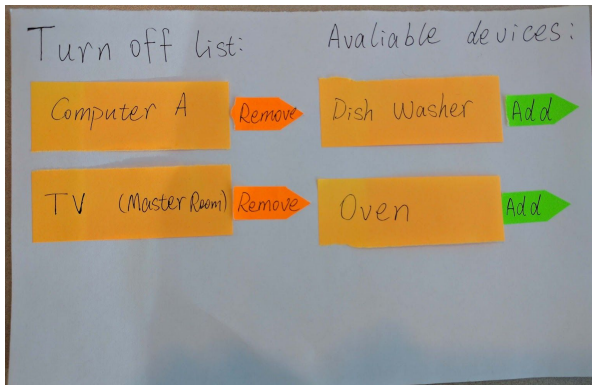 Turn off list:
Avaliable devices:
Computer A
Remove
Dish Washer
Add
TV (Master Room)
Remove
Oven
Add